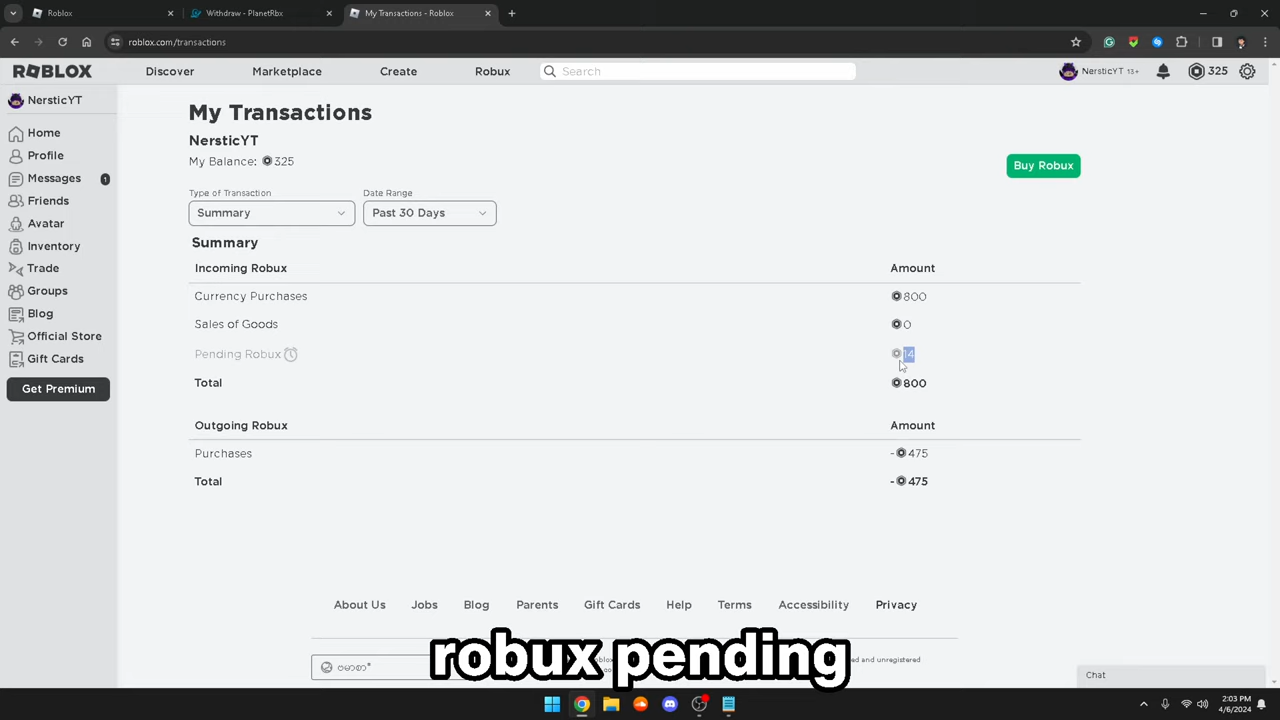 Roblox
Withdraw - PlanetRbx
My Transactions - Roblox
roblox.com/transactions
ROBLOX
Discover
Marketplace
Create
Robux
Search
NersticYT 13+
325
NersticYT
Home
Profile
Messages 1
Friends
Avatar
Inventory
Trade
Groups
Blog
Official Store
Gift Cards
Get Premium
My Transactions
NersticYT
My Balance: 325
Buy Robux
Type of Transaction
Date Range
Summary
Past 30 Days
Summary
Incoming Robux Amount
Currency Purchases 800
Sales of Goods 0
Pending Robux 14
Total 800
Outgoing Robux Amount
Purchases -475
Total -475
About Us Jobs Blog Parents Gift Cards Help Terms Accessibility Privacy
robux pending
Chat
2:03 PM
4/6/2024